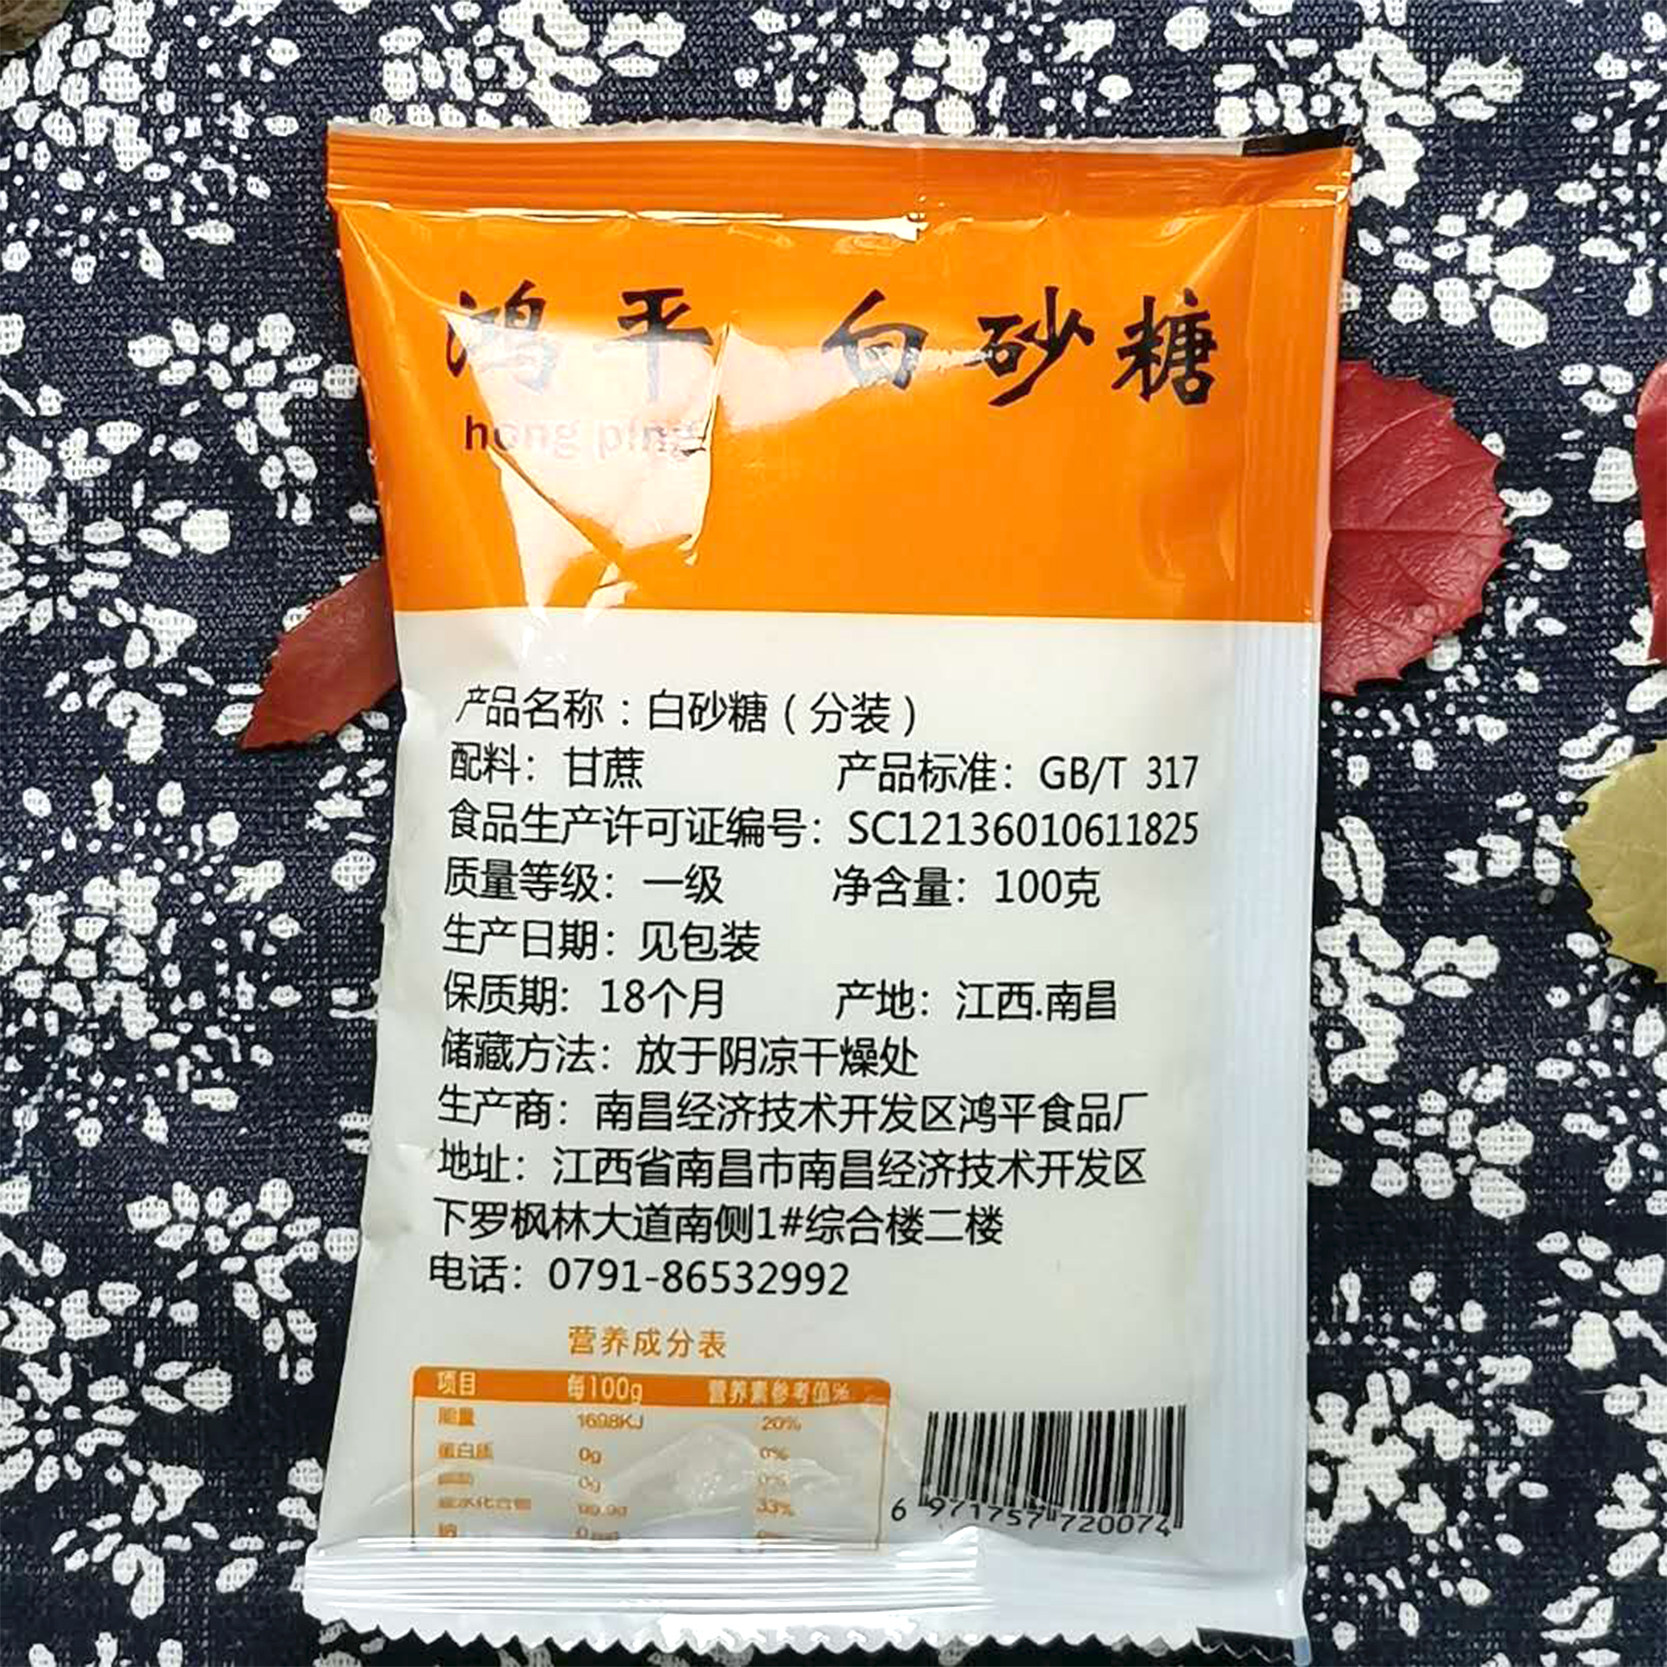 鸿平 白砂糖
hong ping
产品名称：白砂糖（分装）
配料：甘蔗 产品标准：GB/T 317
食品生产许可证编号：SC12136010611825
质量等级：一级 净含量：100克
生产日期：见包装
保质期：18个月 产地：江西.南昌
储藏方法：放于阴凉干燥处
生产商：南昌经济技术开发区鸿平食品厂
地址：江西省南昌市南昌经济技术开发区
下罗枫林大道南侧1#综合楼二楼
电话：0791-86532992
营养成分表
项目 每100g 营养素参考值%
能量 1698KJ 20%
蛋白质 0g 0%
0g 0%
碳水化合物 99.9g 33%
钠
6 971757 720074